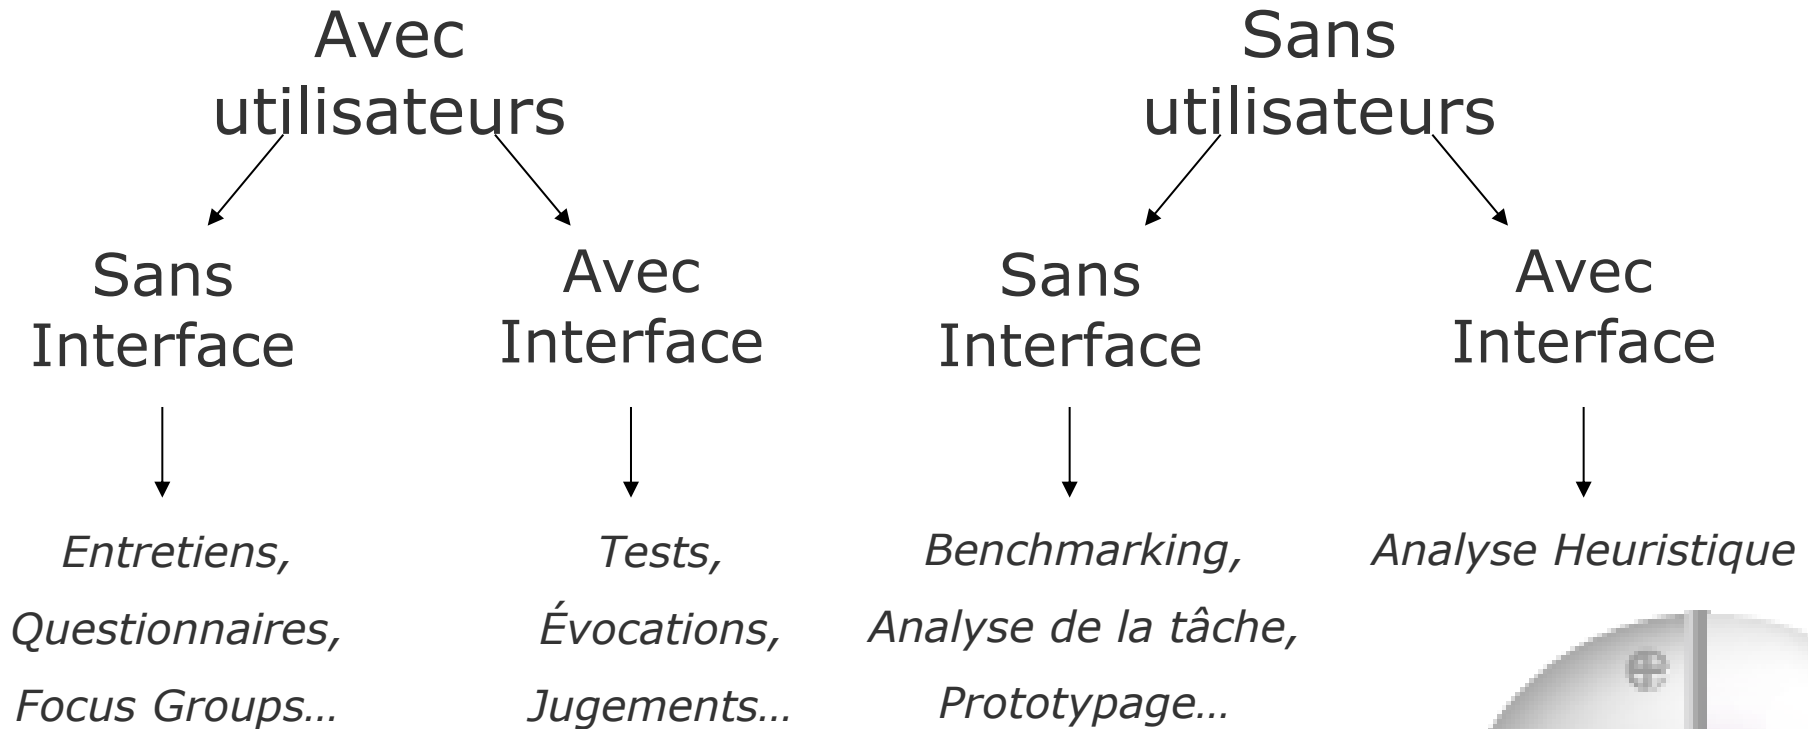 Avec
utilisateurs
Sans
utilisateurs
Sans
Interface
Avec
Interface
Sans
Interface
Avec
Interface
Entretiens,
Questionnaires,
Focus Groups…
Tests,
Évocations,
Jugements…
Benchmarking,
Analyse de la tâche,
Prototypage…
Analyse Heuristique